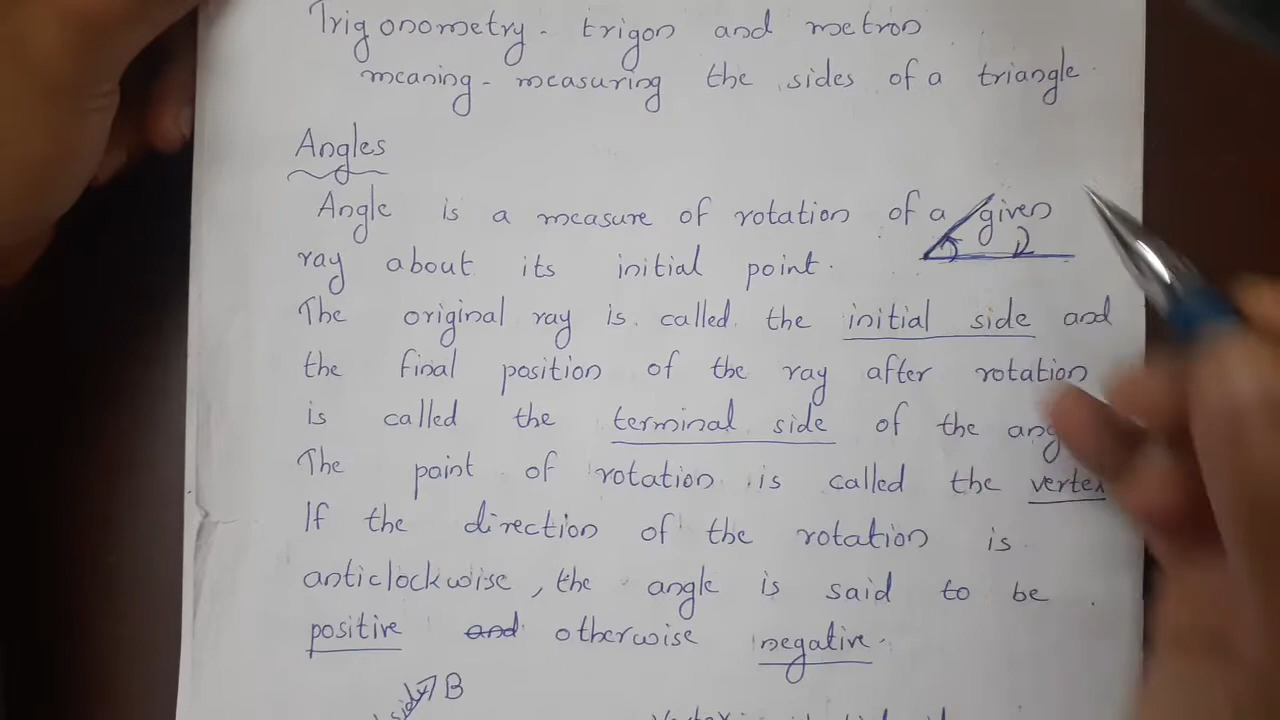 Trigonometry - trigon and metron
meaning - measuring the sides of a triangle
Angles
Angle is a measure of rotation of a given
ray about its initial point.
The original ray is called the initial side and
the final position of the ray after rotation
is called the terminal side of the
The point of rotation is called the vertex
If the direction of the rotation is
anticlockwise, the angle is said to be
positive and otherwise negative.
B